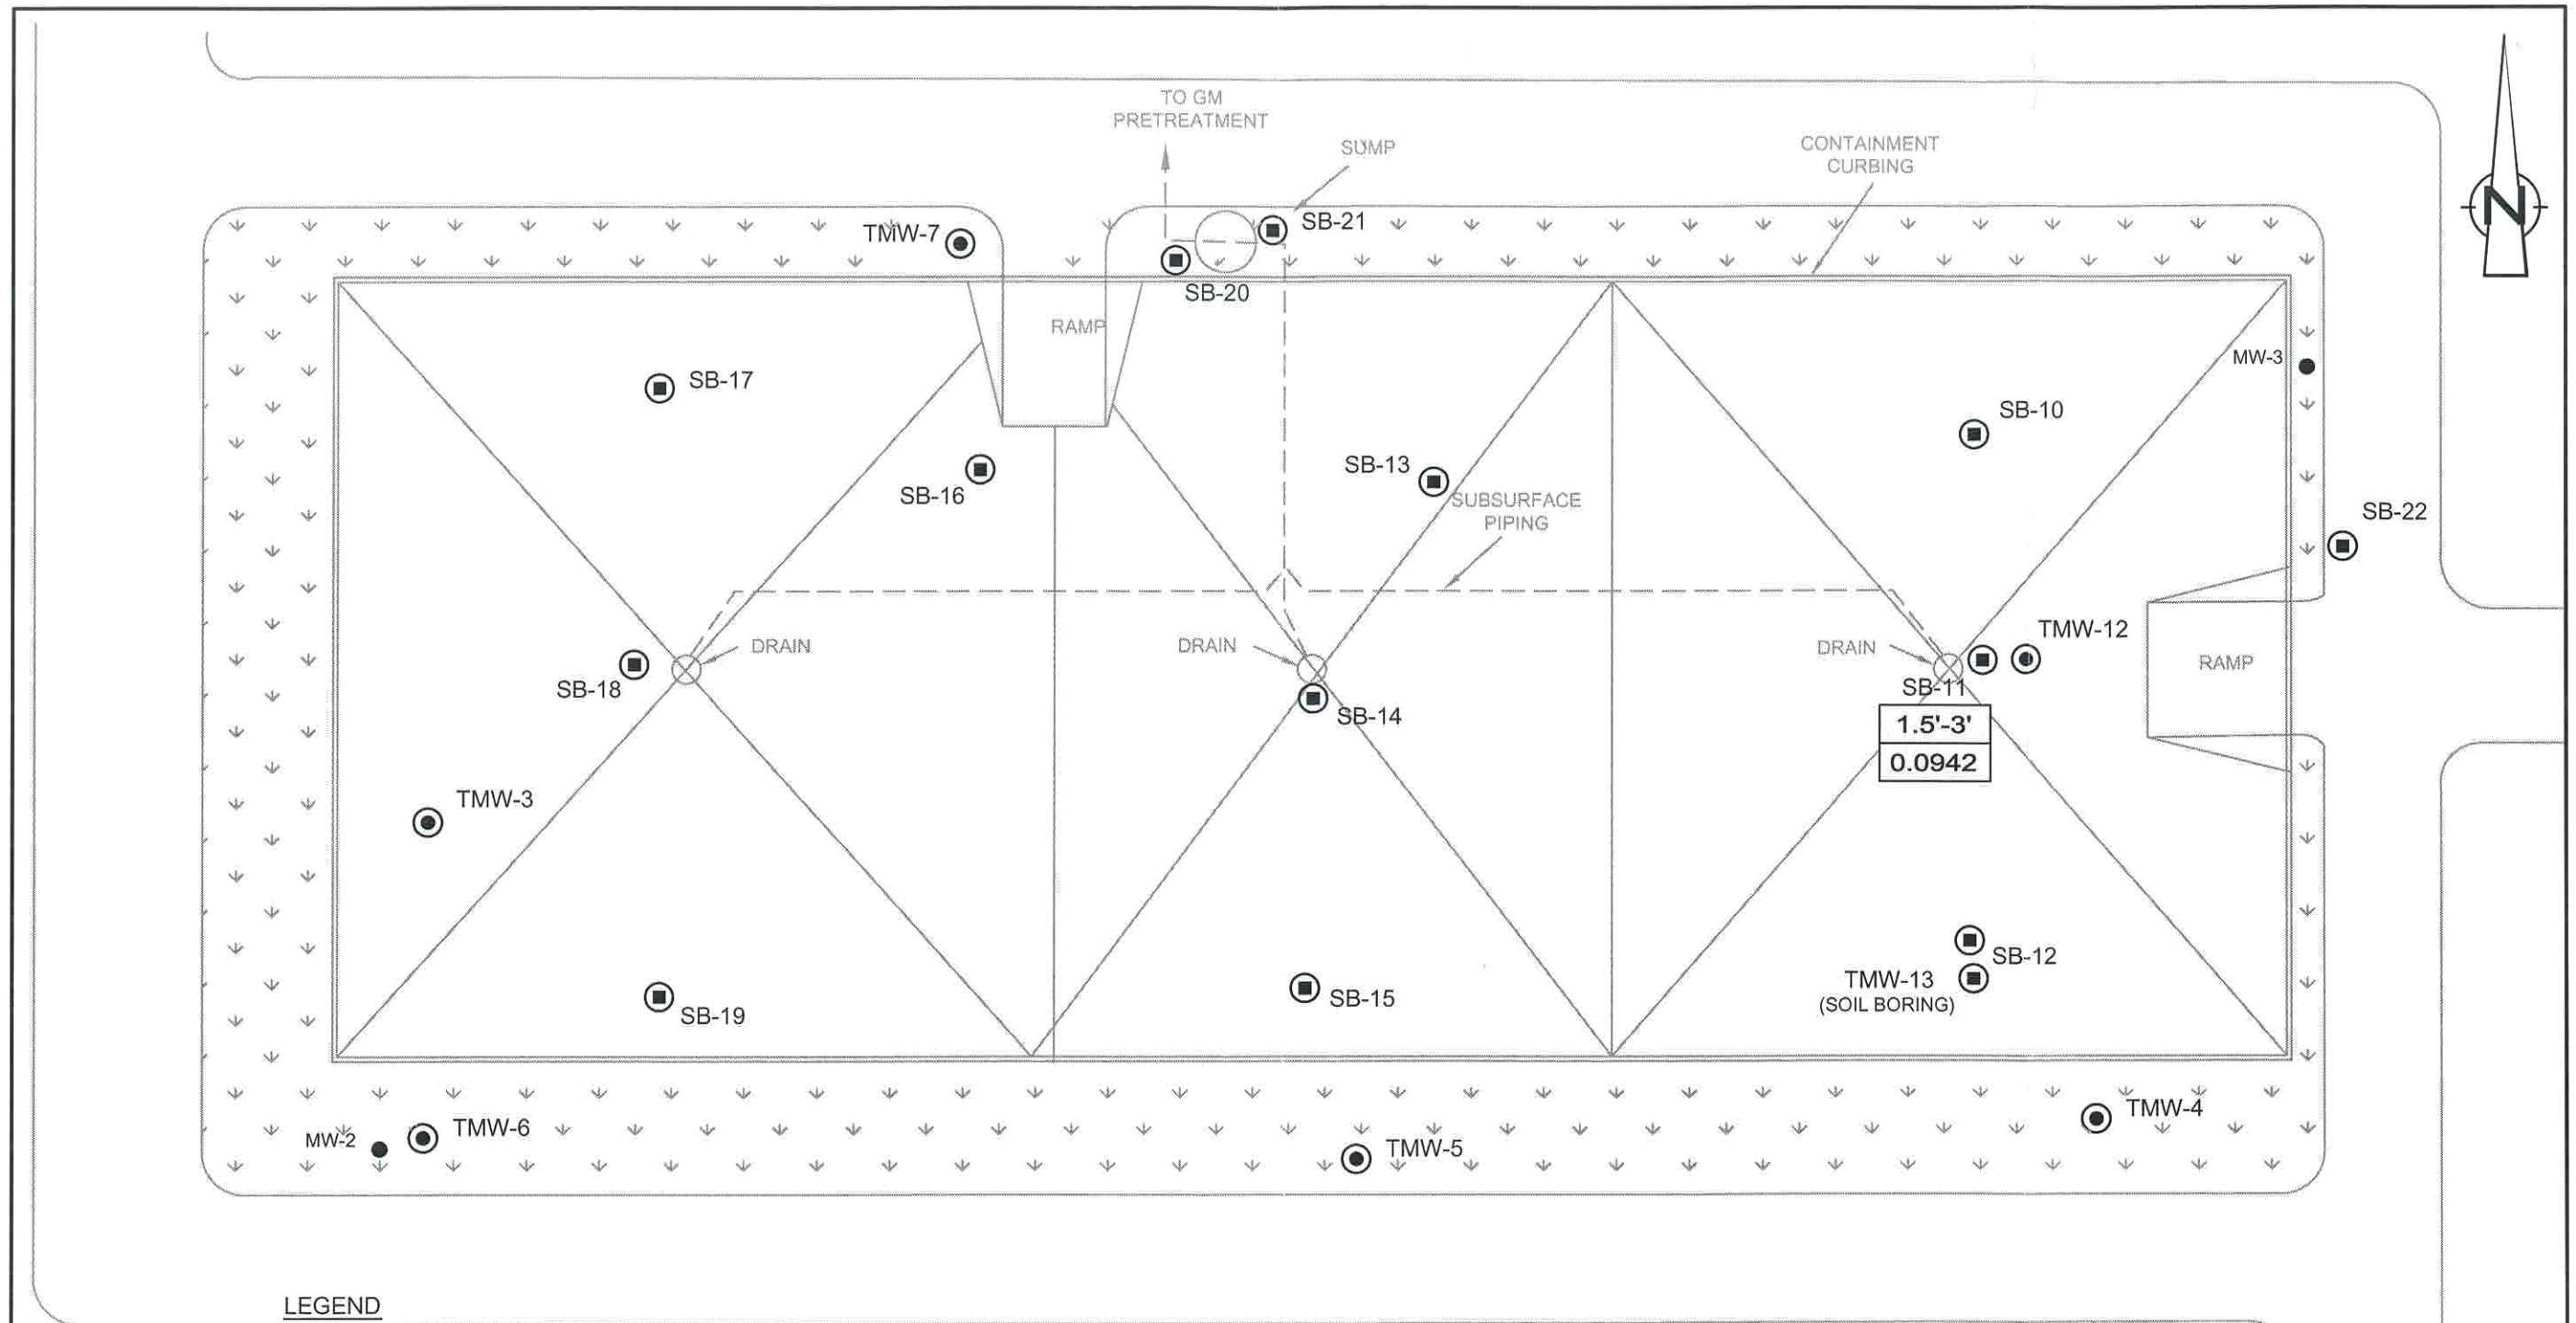 TO GM
PRETREATMENT
SUMP
CONTAINMENT
CURBING
N
TMW-7
SB-21
SB-20
RAMP
MW-3
SB-17
SB-10
SB-16
SB-13
SUBSURFACE
PIPING
SB-22
DRAIN
DRAIN
DRAIN
TMW-12
RAMP
SB-18
SB-11
SB-14
1.5'-3'
0.0942
TMW-3
SB-12
TMW-13
(SOIL BORING)
SB-15
SB-19
TMW-4
TMW-6
MW-2
TMW-5
LEGEND